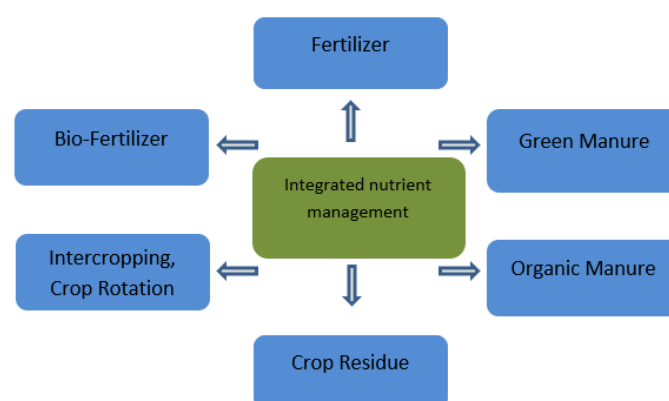 Fertilizer
Bio-Fertilizer
Green Manure
Integrated nutrient
management
Intercropping,
Crop Rotation
Organic Manure
Crop Residue